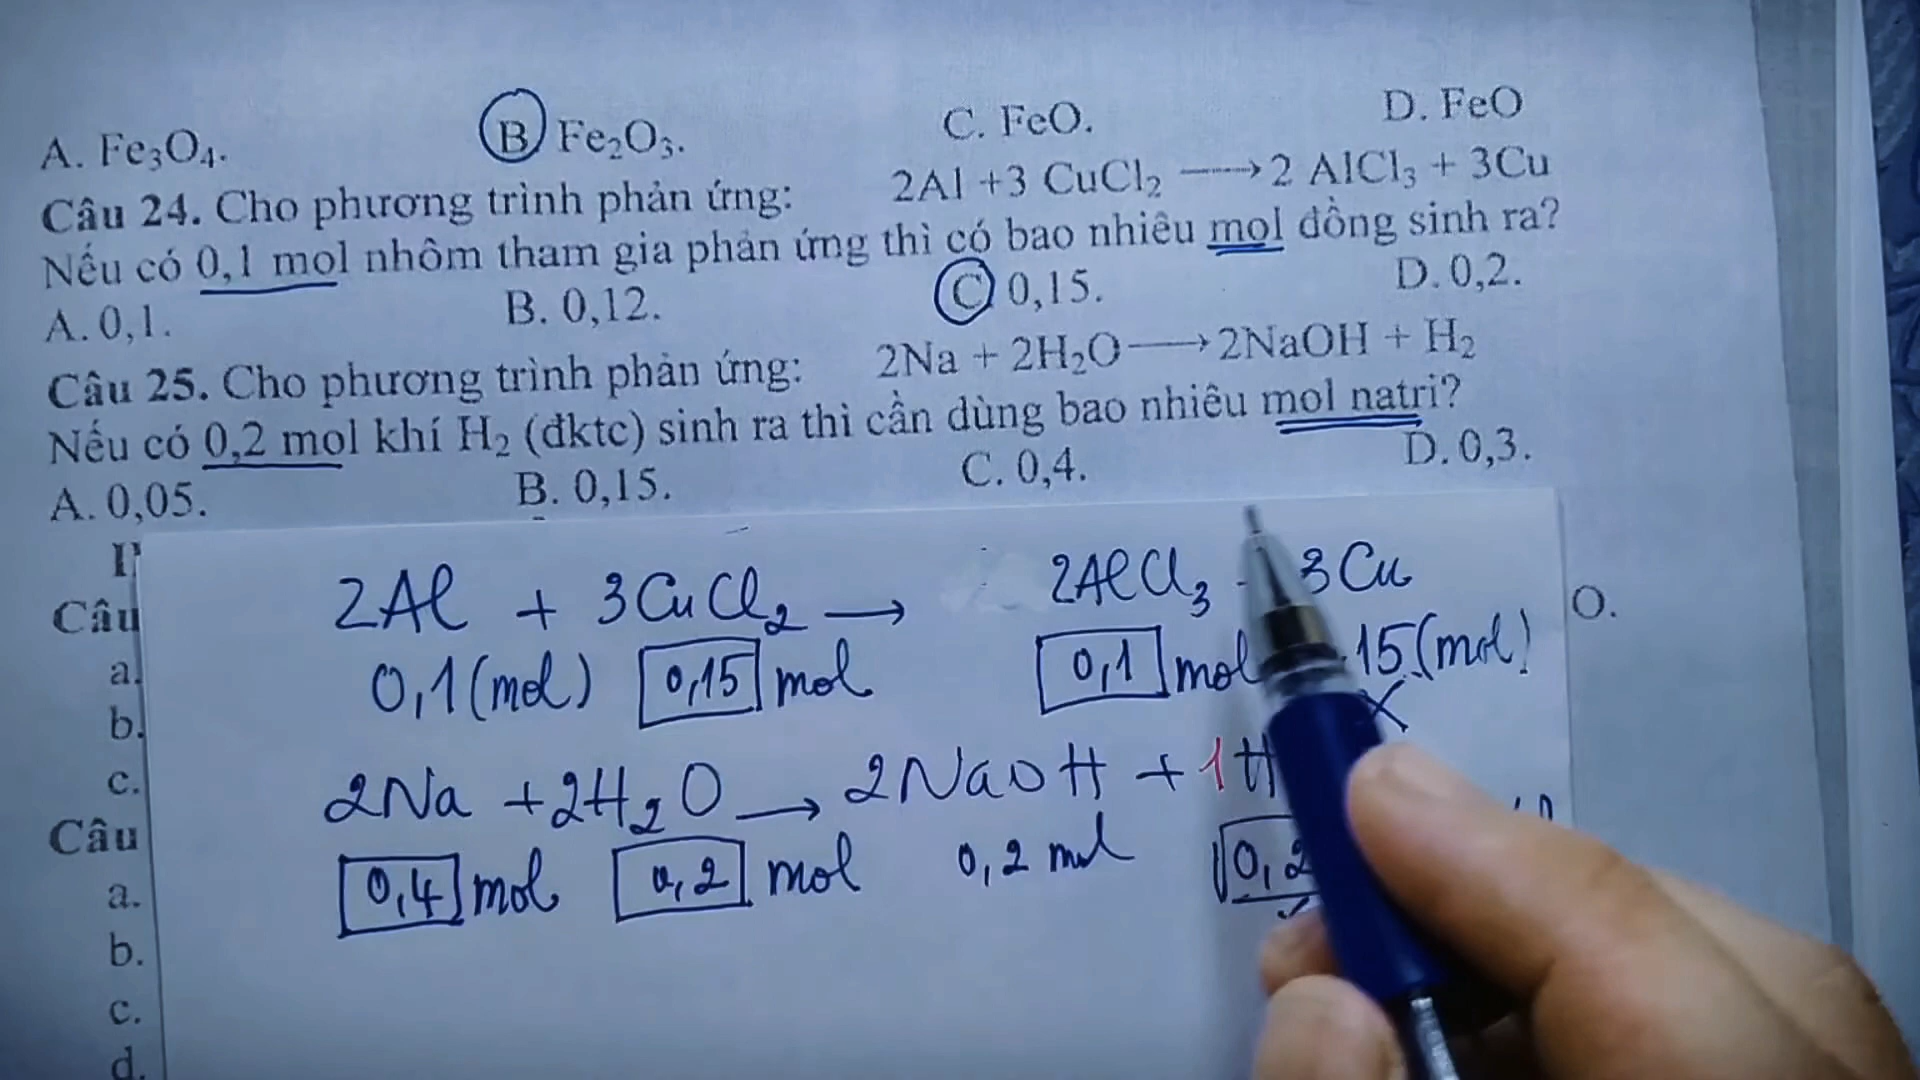 A. Fe₃O₄. B Fe₂O₃. C. FeO. D. FeO
Câu 24. Cho phương trình phản ứng: 2Al +3 CuCl₂ ⟶ 2 AlCl₃ + 3Cu
Nếu có 0,1 mol nhôm tham gia phản ứng thì có bao nhiêu mol đồng sinh ra?
A. 0,1. B. 0,12. C 0,15. D. 0,2.
Câu 25. Cho phương trình phản ứng: 2Na + 2H₂O ⟶ 2NaOH + H₂
Nếu có 0,2 mol khí H₂ (đktc) sinh ra thì cần dùng bao nhiêu mol natri?
A. 0,05. B. 0,15. C. 0,4. D. 0,3.
2Al + 3CuCl₂ → 2AlCl₃ 3Cu
Câu O.
0,1(mol) 0,15 mol 0,1 mol 15(mol)
a.
b.
2Na +2H₂O → 2NaOH + 1H
c.
Câu
0,4 mol 0,2 mol 0,2 mol 0,2
a.
b.
c.
d.